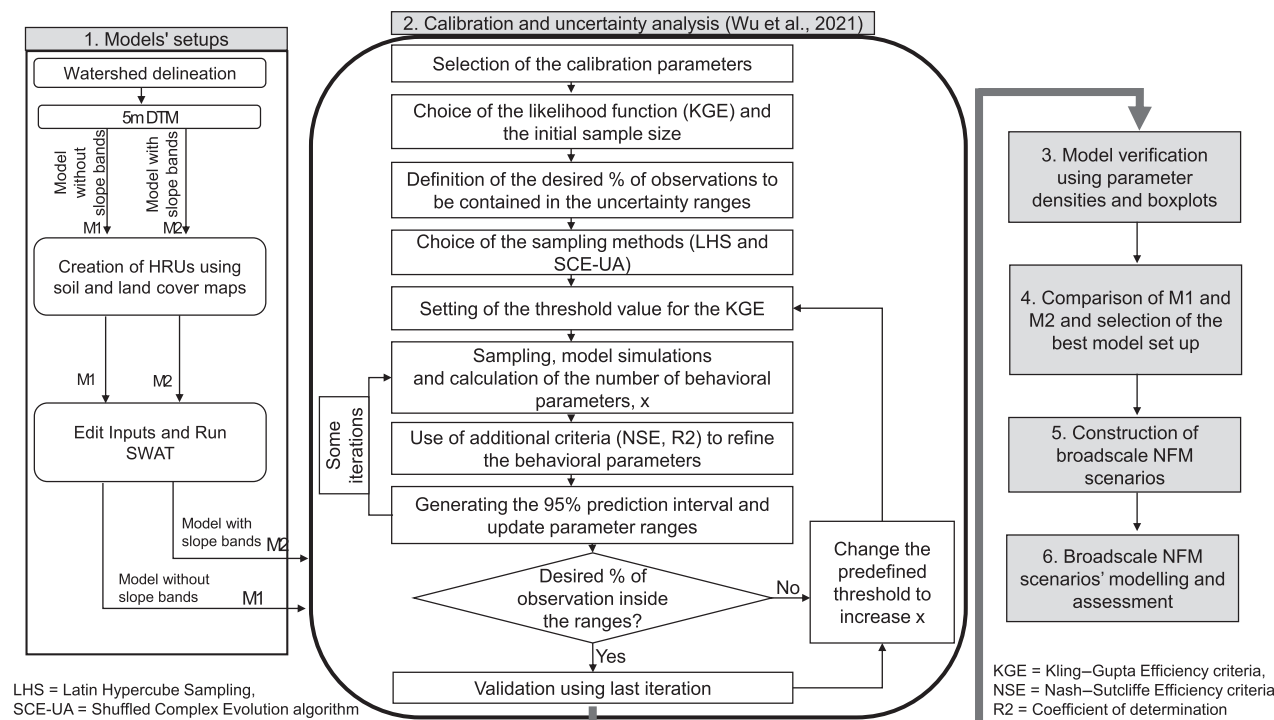 1. Models' setups
Watershed delineation
5m DTM
Model
without
slope bands
Model with
slope bands
M1
M2
Creation of HRUs using
soil and land cover maps
M1
M2
Edit Inputs and Run
SWAT
Model with
slope bands
M2
Model without
slope bands
M1
LHS = Latin Hypercube Sampling,
SCE-UA = Shuffled Complex Evolution algorithm
2. Calibration and uncertainty analysis (Wu et al., 2021)
Selection of the calibration parameters
Choice of the likelihood function (KGE) and
the initial sample size
Definition of the desired % of observations to
be contained in the uncertainty ranges
Choice of the sampling methods (LHS and
SCE-UA)
Setting of the threshold value for the KGE
Sampling, model simulations
and calculation of the number of behavioral
parameters, x
Some
iterations
Use of additional criteria (NSE, R2) to refine
the behavioral parameters
Generating the 95% prediction interval and
update parameter ranges
Desired % of
observation inside
the ranges?
No
Change the
predefined
threshold to
increase x
Yes
Validation using last iteration
3. Model verification
using parameter
densities and boxplots
4. Comparison of M1 and
M2 and selection of the
best model set up
5. Construction of
broadscale NFM
scenarios
6. Broadscale NFM
scenarios' modelling and
assessment
KGE = Kling–Gupta Efficiency criteria,
NSE = Nash–Sutcliffe Efficiency criteria
R2 = Coefficient of determination